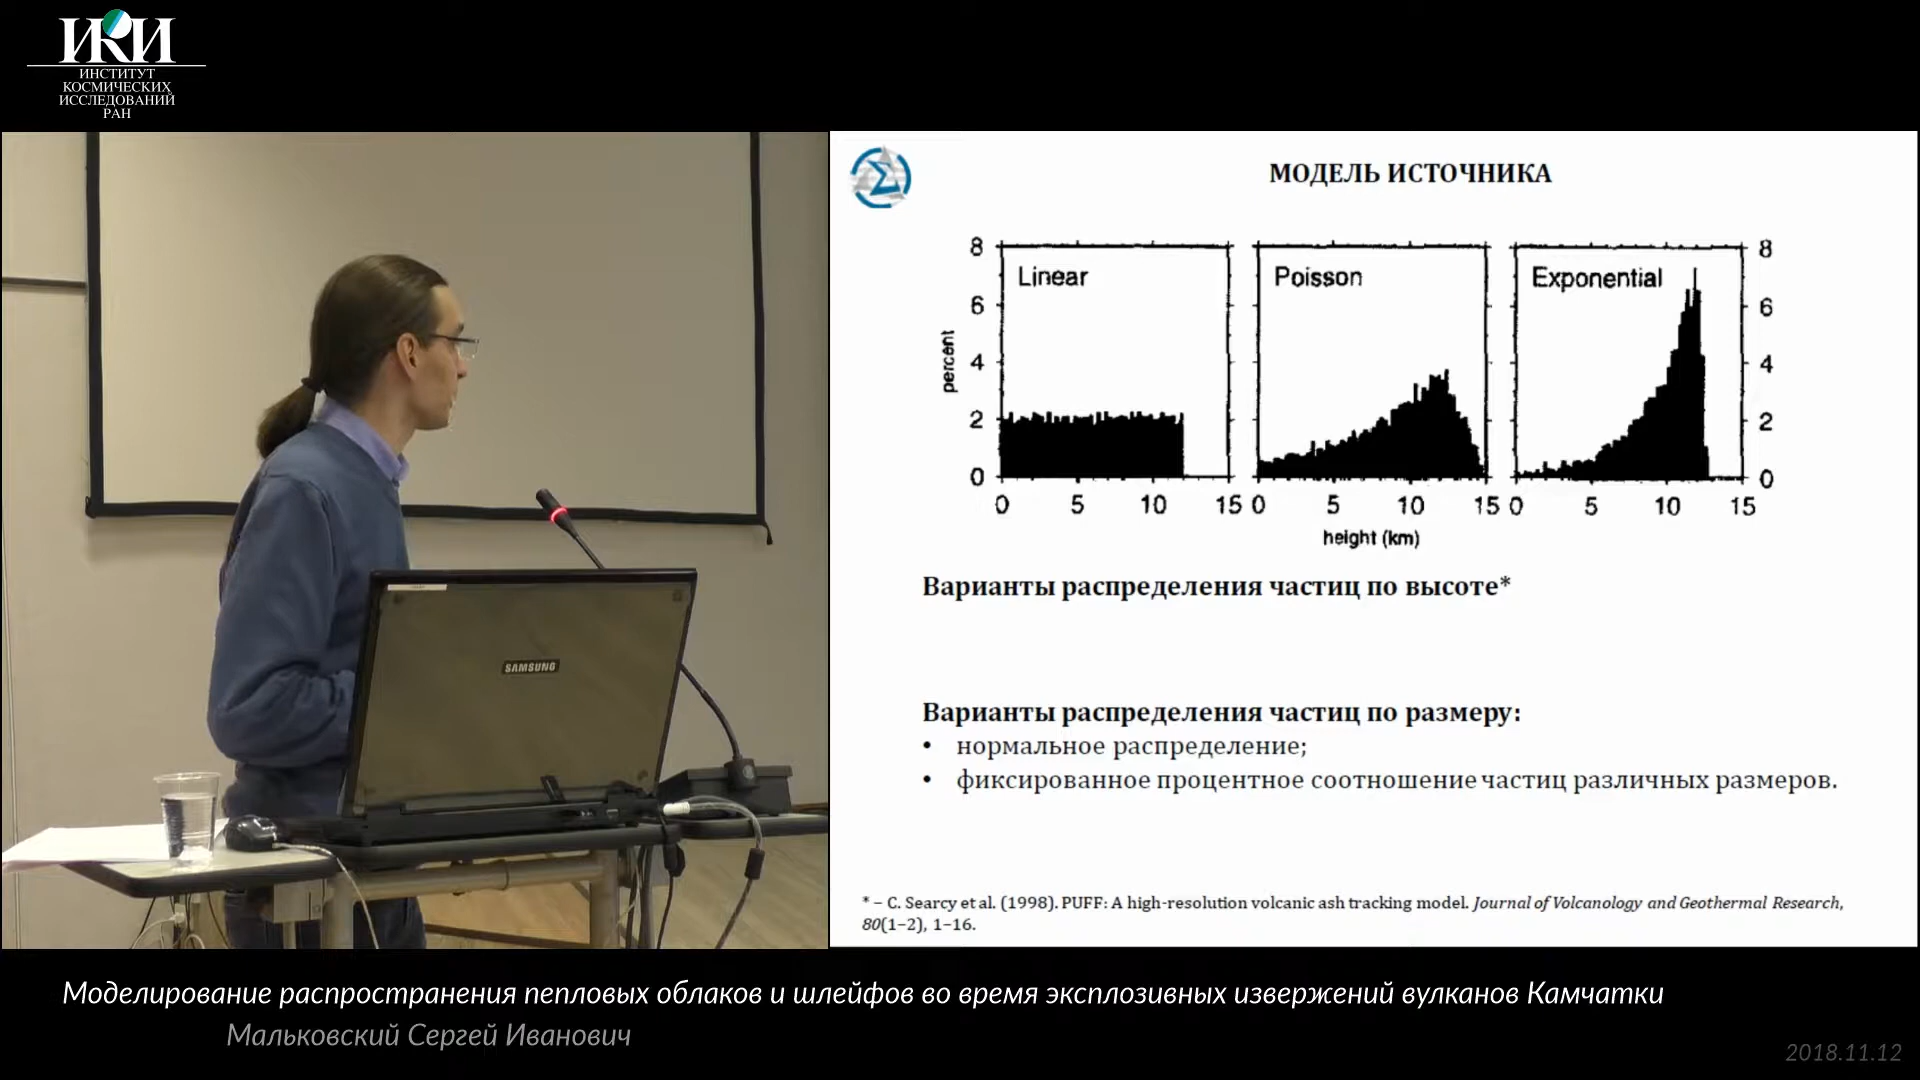 ИКИ
ИНСТИТУТ
КОСМИЧЕСКИХ
ИССЛЕДОВАНИЙ
РАН
SAMSUNG
МОДЕЛЬ ИСТОЧНИКА
8 Linear Poisson Exponential 8
6 6
percent
4 4
2 2
0 0
0 5 10 15 0 5 10 15 0 5 10 15
height (km)
Варианты распределения частиц по высоте*
Варианты распределения частиц по размеру:
• нормальное распределение;
• фиксированное процентное соотношение частиц различных размеров.
* – C. Searcy et al. (1998). PUFF: A high-resolution volcanic ash tracking model. Journal of Volcanology and Geothermal Research,
80(1–2), 1–16.
Моделирование распространения пепловых облаков и шлейфов во время эксплозивных извержений вулканов Камчатки
Мальковский Сергей Иванович
2018.11.12